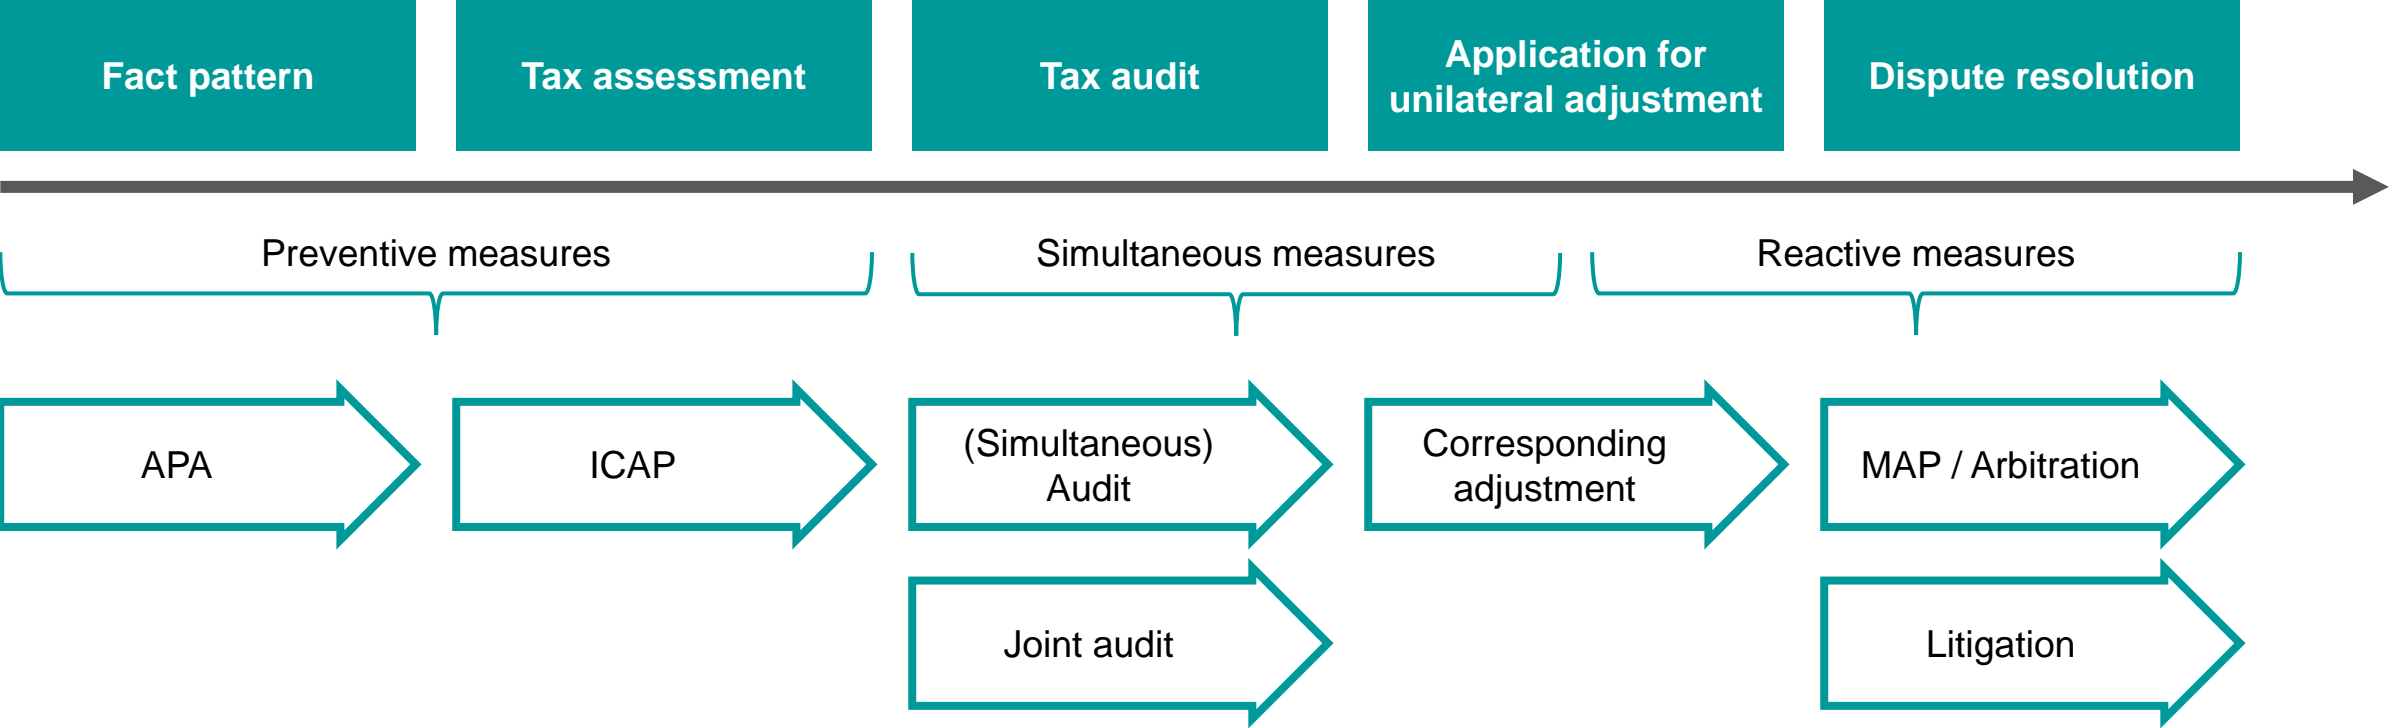 Fact pattern
Tax assessment
Tax audit
Application for
unilateral adjustment
Dispute resolution
Preventive measures
Simultaneous measures
Reactive measures
APA
ICAP
(Simultaneous)
Audit
Corresponding
adjustment
MAP / Arbitration
Joint audit
Litigation